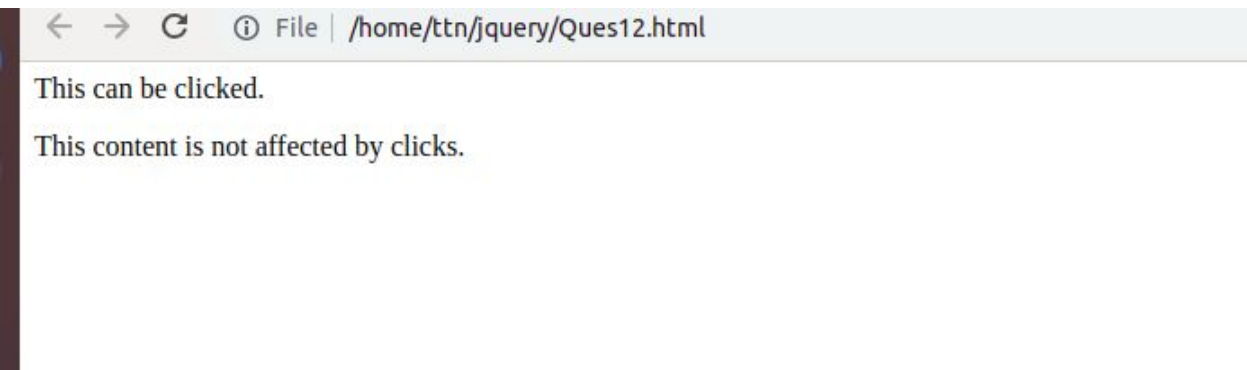 File /home/ttn/jquery/Ques12.html
This can be clicked.
This content is not affected by clicks.